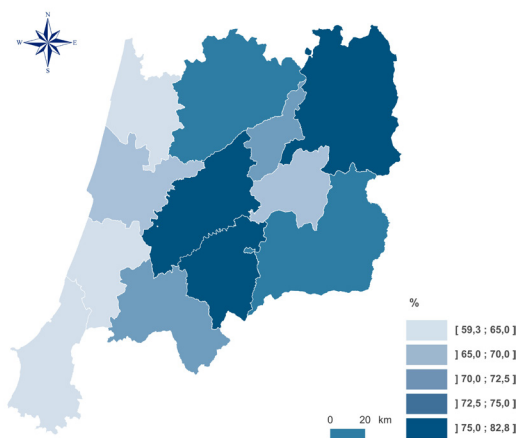 N
W E
S
%
[ 59,3 ; 65,0 ]
] 65,0 ; 70,0 ]
] 70,0 ; 72,5 ]
] 72,5 ; 75,0 ]
] 75,0 ; 82,8 ]
0 20 km